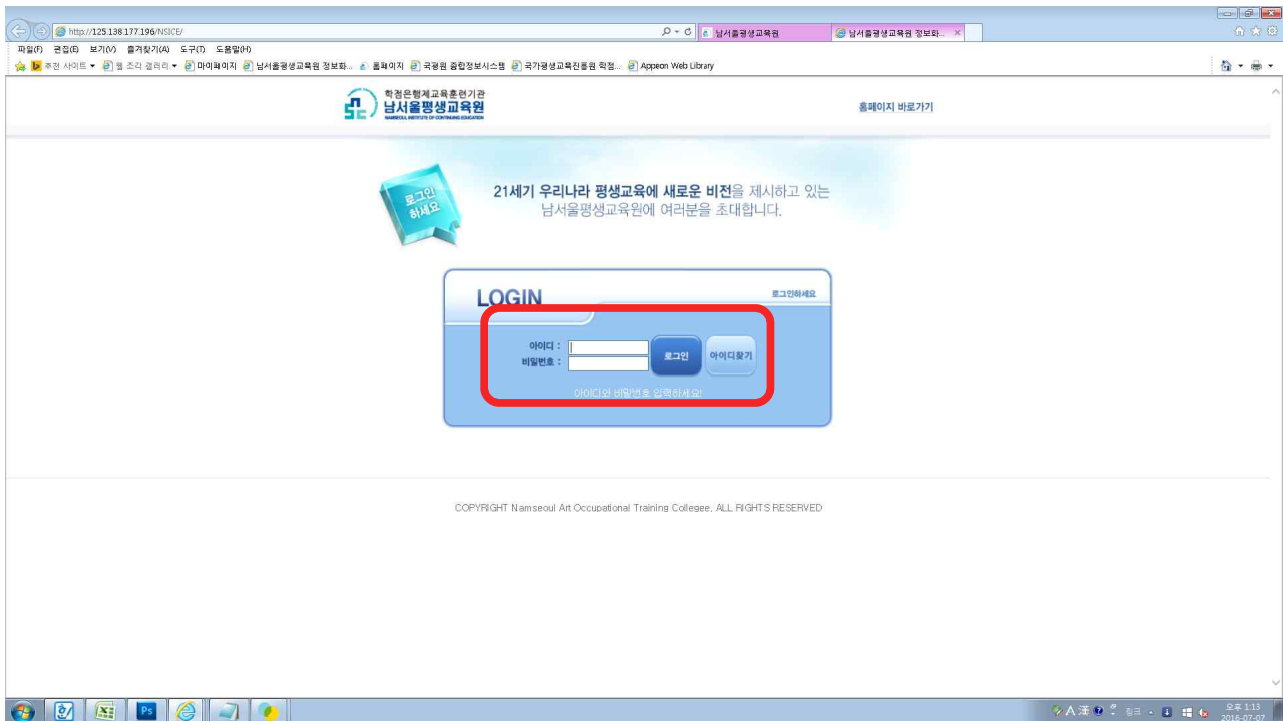 http://125.138.177.196/NSICE/
남서울평생교육원
남서울평생교육원 정보화...
파일(F) 편집(E) 보기(V) 즐겨찾기(A) 도구(T) 도움말(H)
추천 사이트 웹 조각 갤러리 마이페이지 남서울평생교육원 정보화... 홈페이지 국평원 종합정보시스템 국가평생교육진흥원 학점... Appeon Web Library
학점은행제교육훈련기관
남서울평생교육원
NAMSEOUL INSTITUTE OF CONTINUING EDUCATION
홈페이지 바로가기
로그인
하세요
21세기 우리나라 평생교육에 새로운 비전을 제시하고 있는
남서울평생교육원에 여러분을 초대합니다.
LOGIN
로그인하세요
아이디 :
비밀번호 :
로그인
아이디찾기
아이디와 비밀번호 입력하세요!
COPYRIGHT Namseoul Art Occupational Training Collegee, ALL RIGHTS RESERVED
Ps
A 漢
링크
오후 1:13
2016-07-07